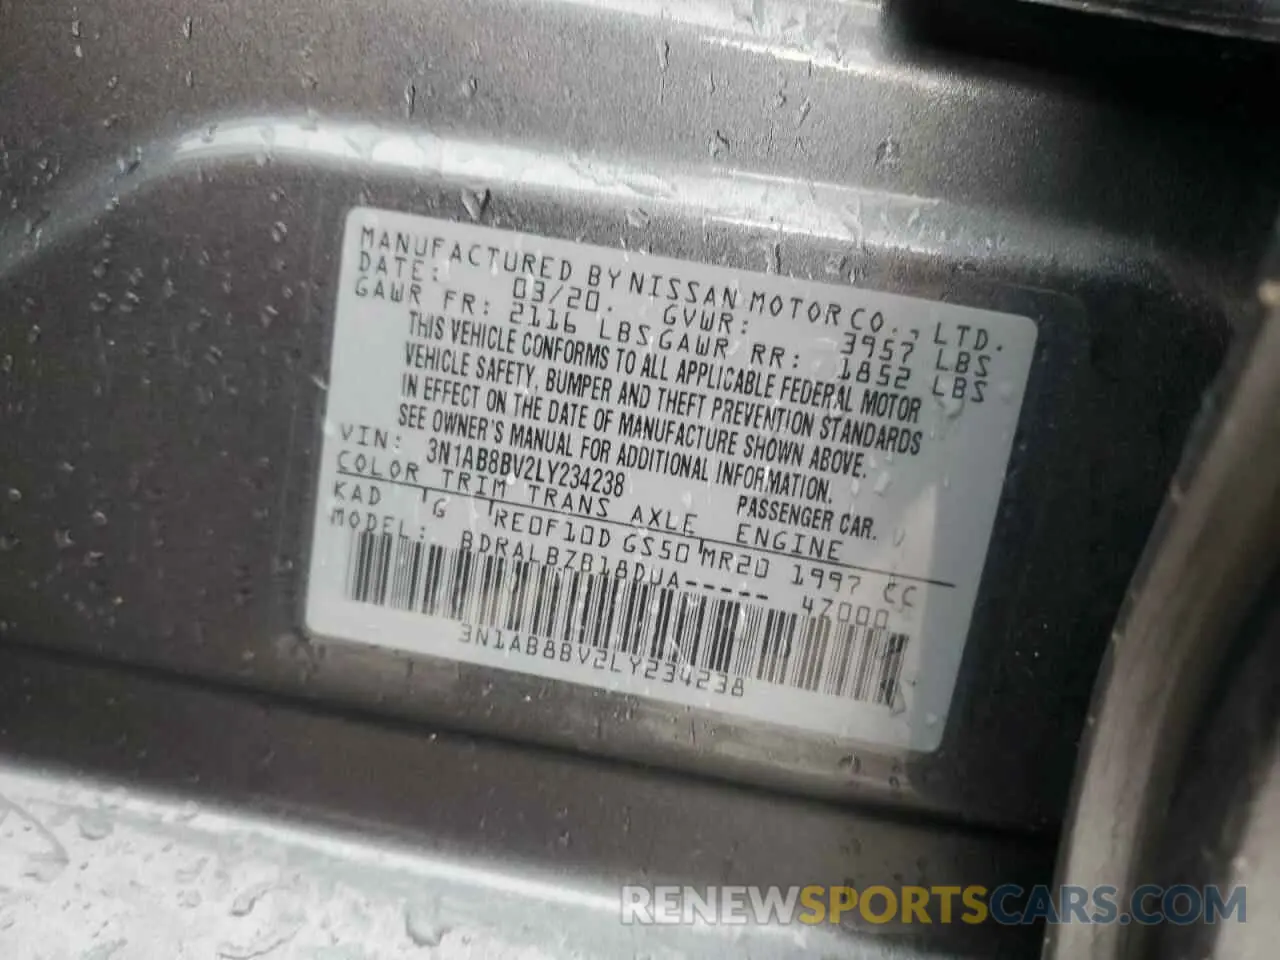 MANUFACTURED BY NISSAN MOTOR CO., LTD.
DATE: 03/20. GVWR: 3957 LBS
GAWR FR: 2116 LBS GAWR RR: 1852 LBS
THIS VEHICLE CONFORMS TO ALL APPLICABLE FEDERAL MOTOR
VEHICLE SAFETY, BUMPER AND THEFT PREVENTION STANDARDS
IN EFFECT ON THE DATE OF MANUFACTURE SHOWN ABOVE.
SEE OWNER'S MANUAL FOR ADDITIONAL INFORMATION.
VIN: 3N1AB8BV2LY234238 PASSENGER CAR.
COLOR TRIM TRANS AXLE ENGINE
KAD G RE0F10D GS50 MR20 1997 CC
MODEL: BDRALBZB18DUA----- 4Z000
3N1AB8BV2LY234238
RENEWSPORTSCARS.COM